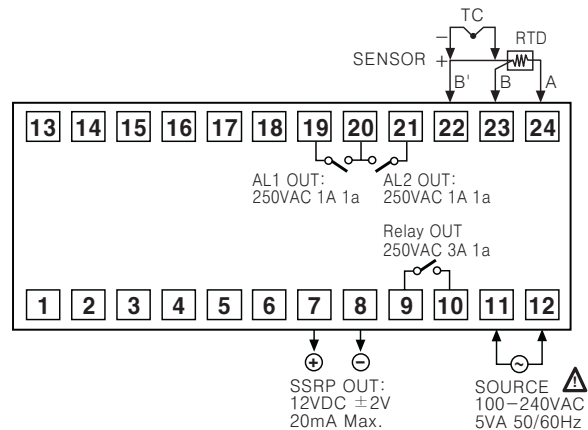 TC
− RTD
SENSOR +
B' B A
13 14 15 16 17 18 19 20 21 22 23 24
AL1 OUT: AL2 OUT:
250VAC 1A 1a 250VAC 1A 1a
Relay OUT
250VAC 3A 1a
1 2 3 4 5 6 7 8 9 10 11 12
+ −
SSRP OUT: SOURCE
12VDC ±2V 100−240VAC
20mA Max. 5VA 50/60Hz